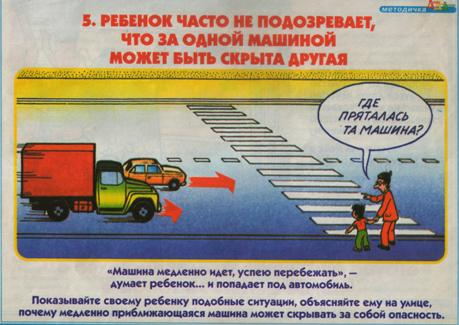 методичка
5. РЕБЕНОК ЧАСТО НЕ ПОДОЗРЕВАЕТ,
ЧТО ЗА ОДНОЙ МАШИНОЙ
МОЖЕТ БЫТЬ СКРЫТА ДРУГАЯ
ГДЕ
ПРЯТАЛАСЬ
ТА МАШИНА?
«Машина медленно идет, успею перебежать», –
думает ребенок... и попадает под автомобиль.
Показывайте своему ребенку подобные ситуации, объясняйте ему на улице,
почему медленно приближающаяся машина может скрывать за собой опасность.